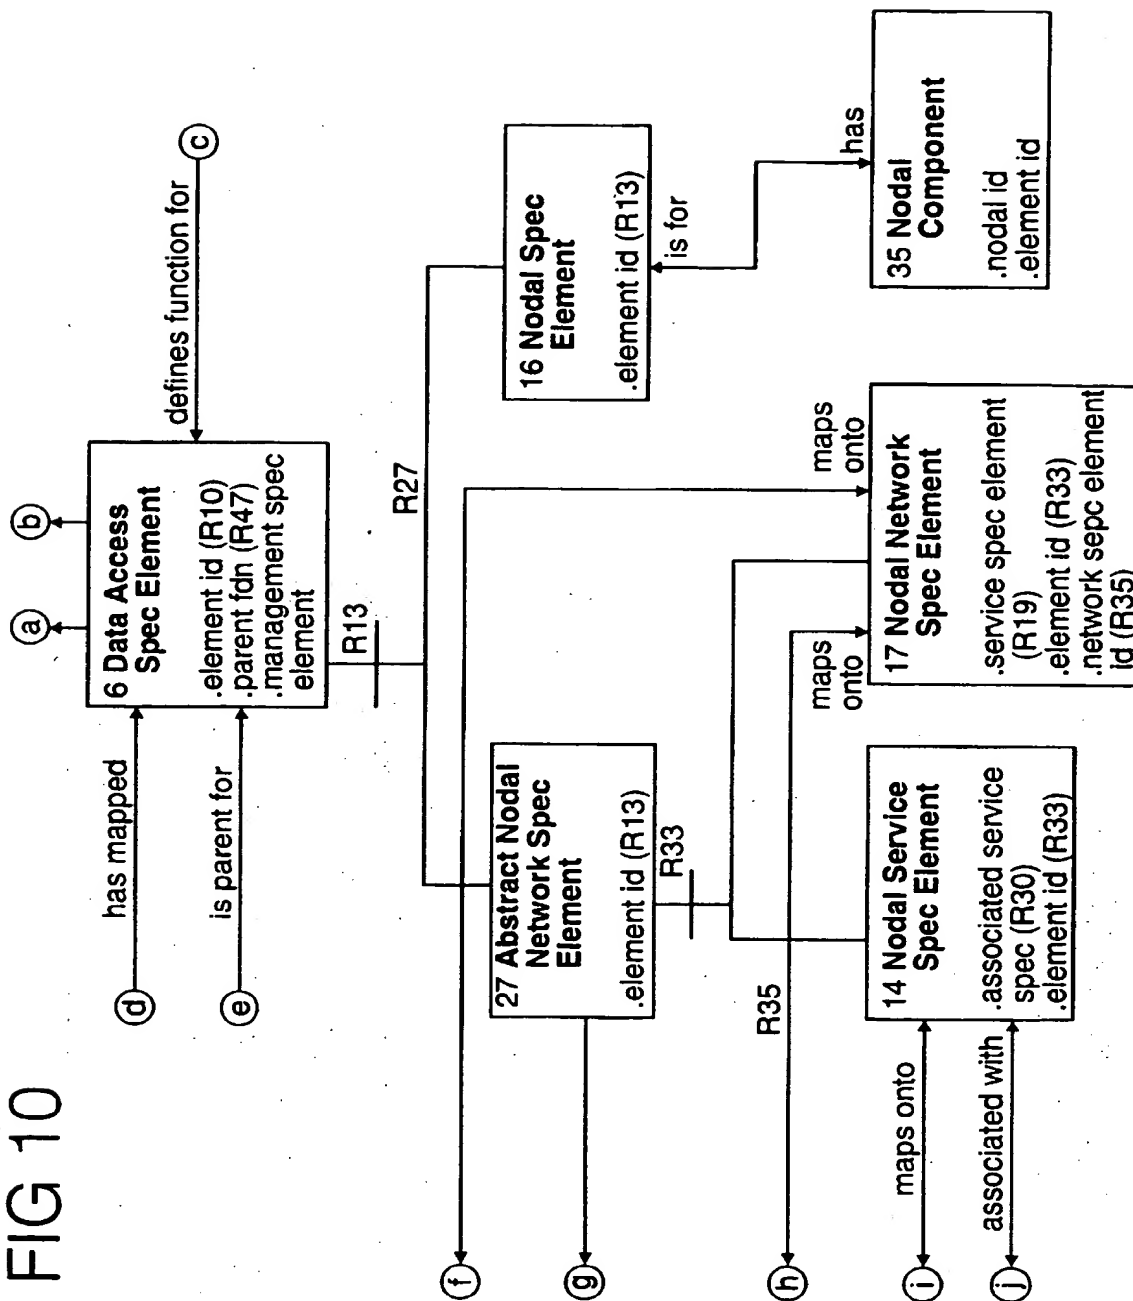 FIG 10
a
b
c
defines function for
d
has mapped
e
is parent for
6 Data Access
Spec Element
.element id (R10)
.parent fdn (R47)
.management spec
element
R13
R27
f
g
27 Abstract Nodal
Network Spec
Element
.element id (R13)
R33
16 Nodal Spec
Element
.element id (R13)
is for
has
35 Nodal
Component
.nodal id
.element id
h
R35
maps
onto
maps
onto
17 Nodal Network
Spec Element
.service spec element
(R19)
.element id (R33)
.network sepc element
id (R35)
i
maps onto
j
associated with
14 Nodal Service
Spec Element
.associated service
spec (R30)
.element id (R33)